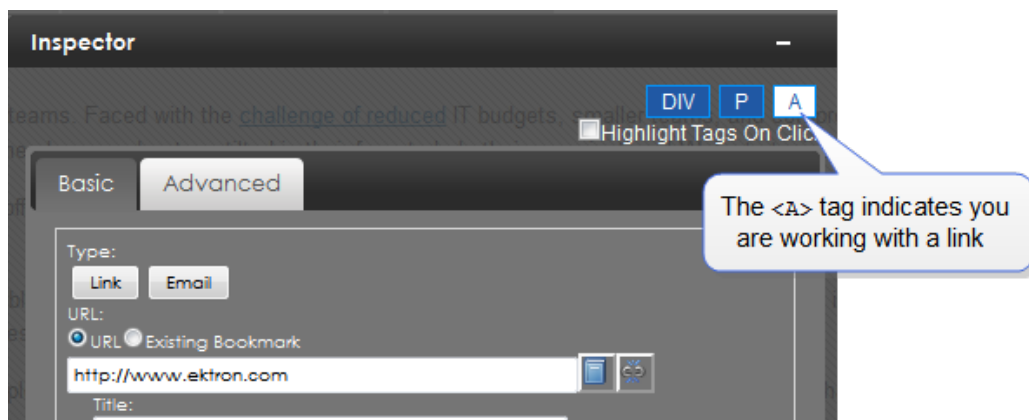 Inspector
DIV P A
teams. Faced with the challenge of reduced IT budgets, smaller
Highlight Tags On Clic
Basic Advanced
The <A> tag indicates you
are working with a link
Type:
Link Email
URL:
URL Existing Bookmark
http://www.ektron.com
Title: